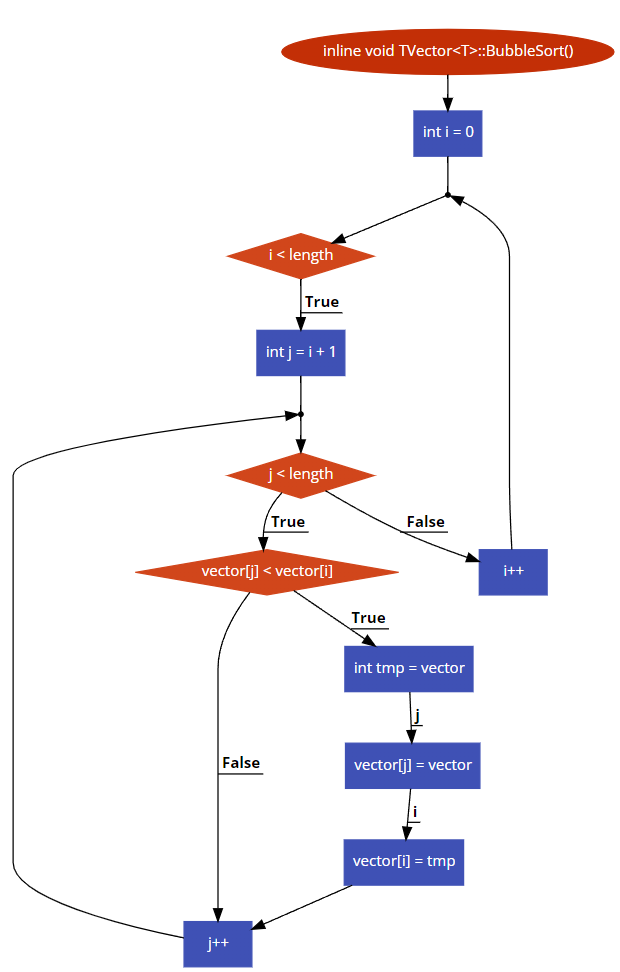 inline void TVector<T>::BubbleSort()
int i = 0
i < length
True
int j = i + 1
j < length
True
False
vector[j] < vector[i]
i++
True
int tmp = vector
j
vector[j] = vector
False
i
vector[i] = tmp
j++